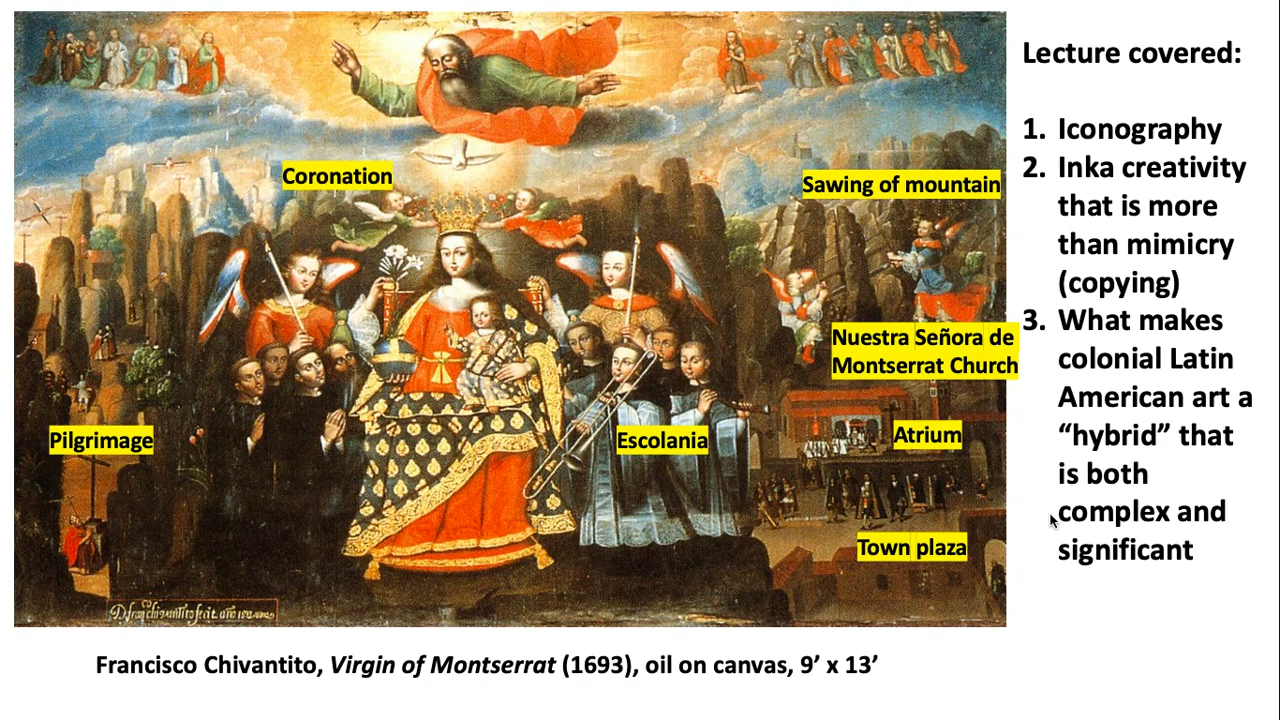 Lecture covered:
1. Iconography
2. Inka creativity
that is more
than mimicry
(copying)
3. What makes
colonial Latin
American art a
“hybrid” that
is both
complex and
significant
Coronation
Sawing of mountain
Nuestra Señora de
Montserrat Church
Pilgrimage
Escolania
Atrium
Town plaza
Francisco Chivantito, Virgin of Montserrat (1693), oil on canvas, 9’ x 13’